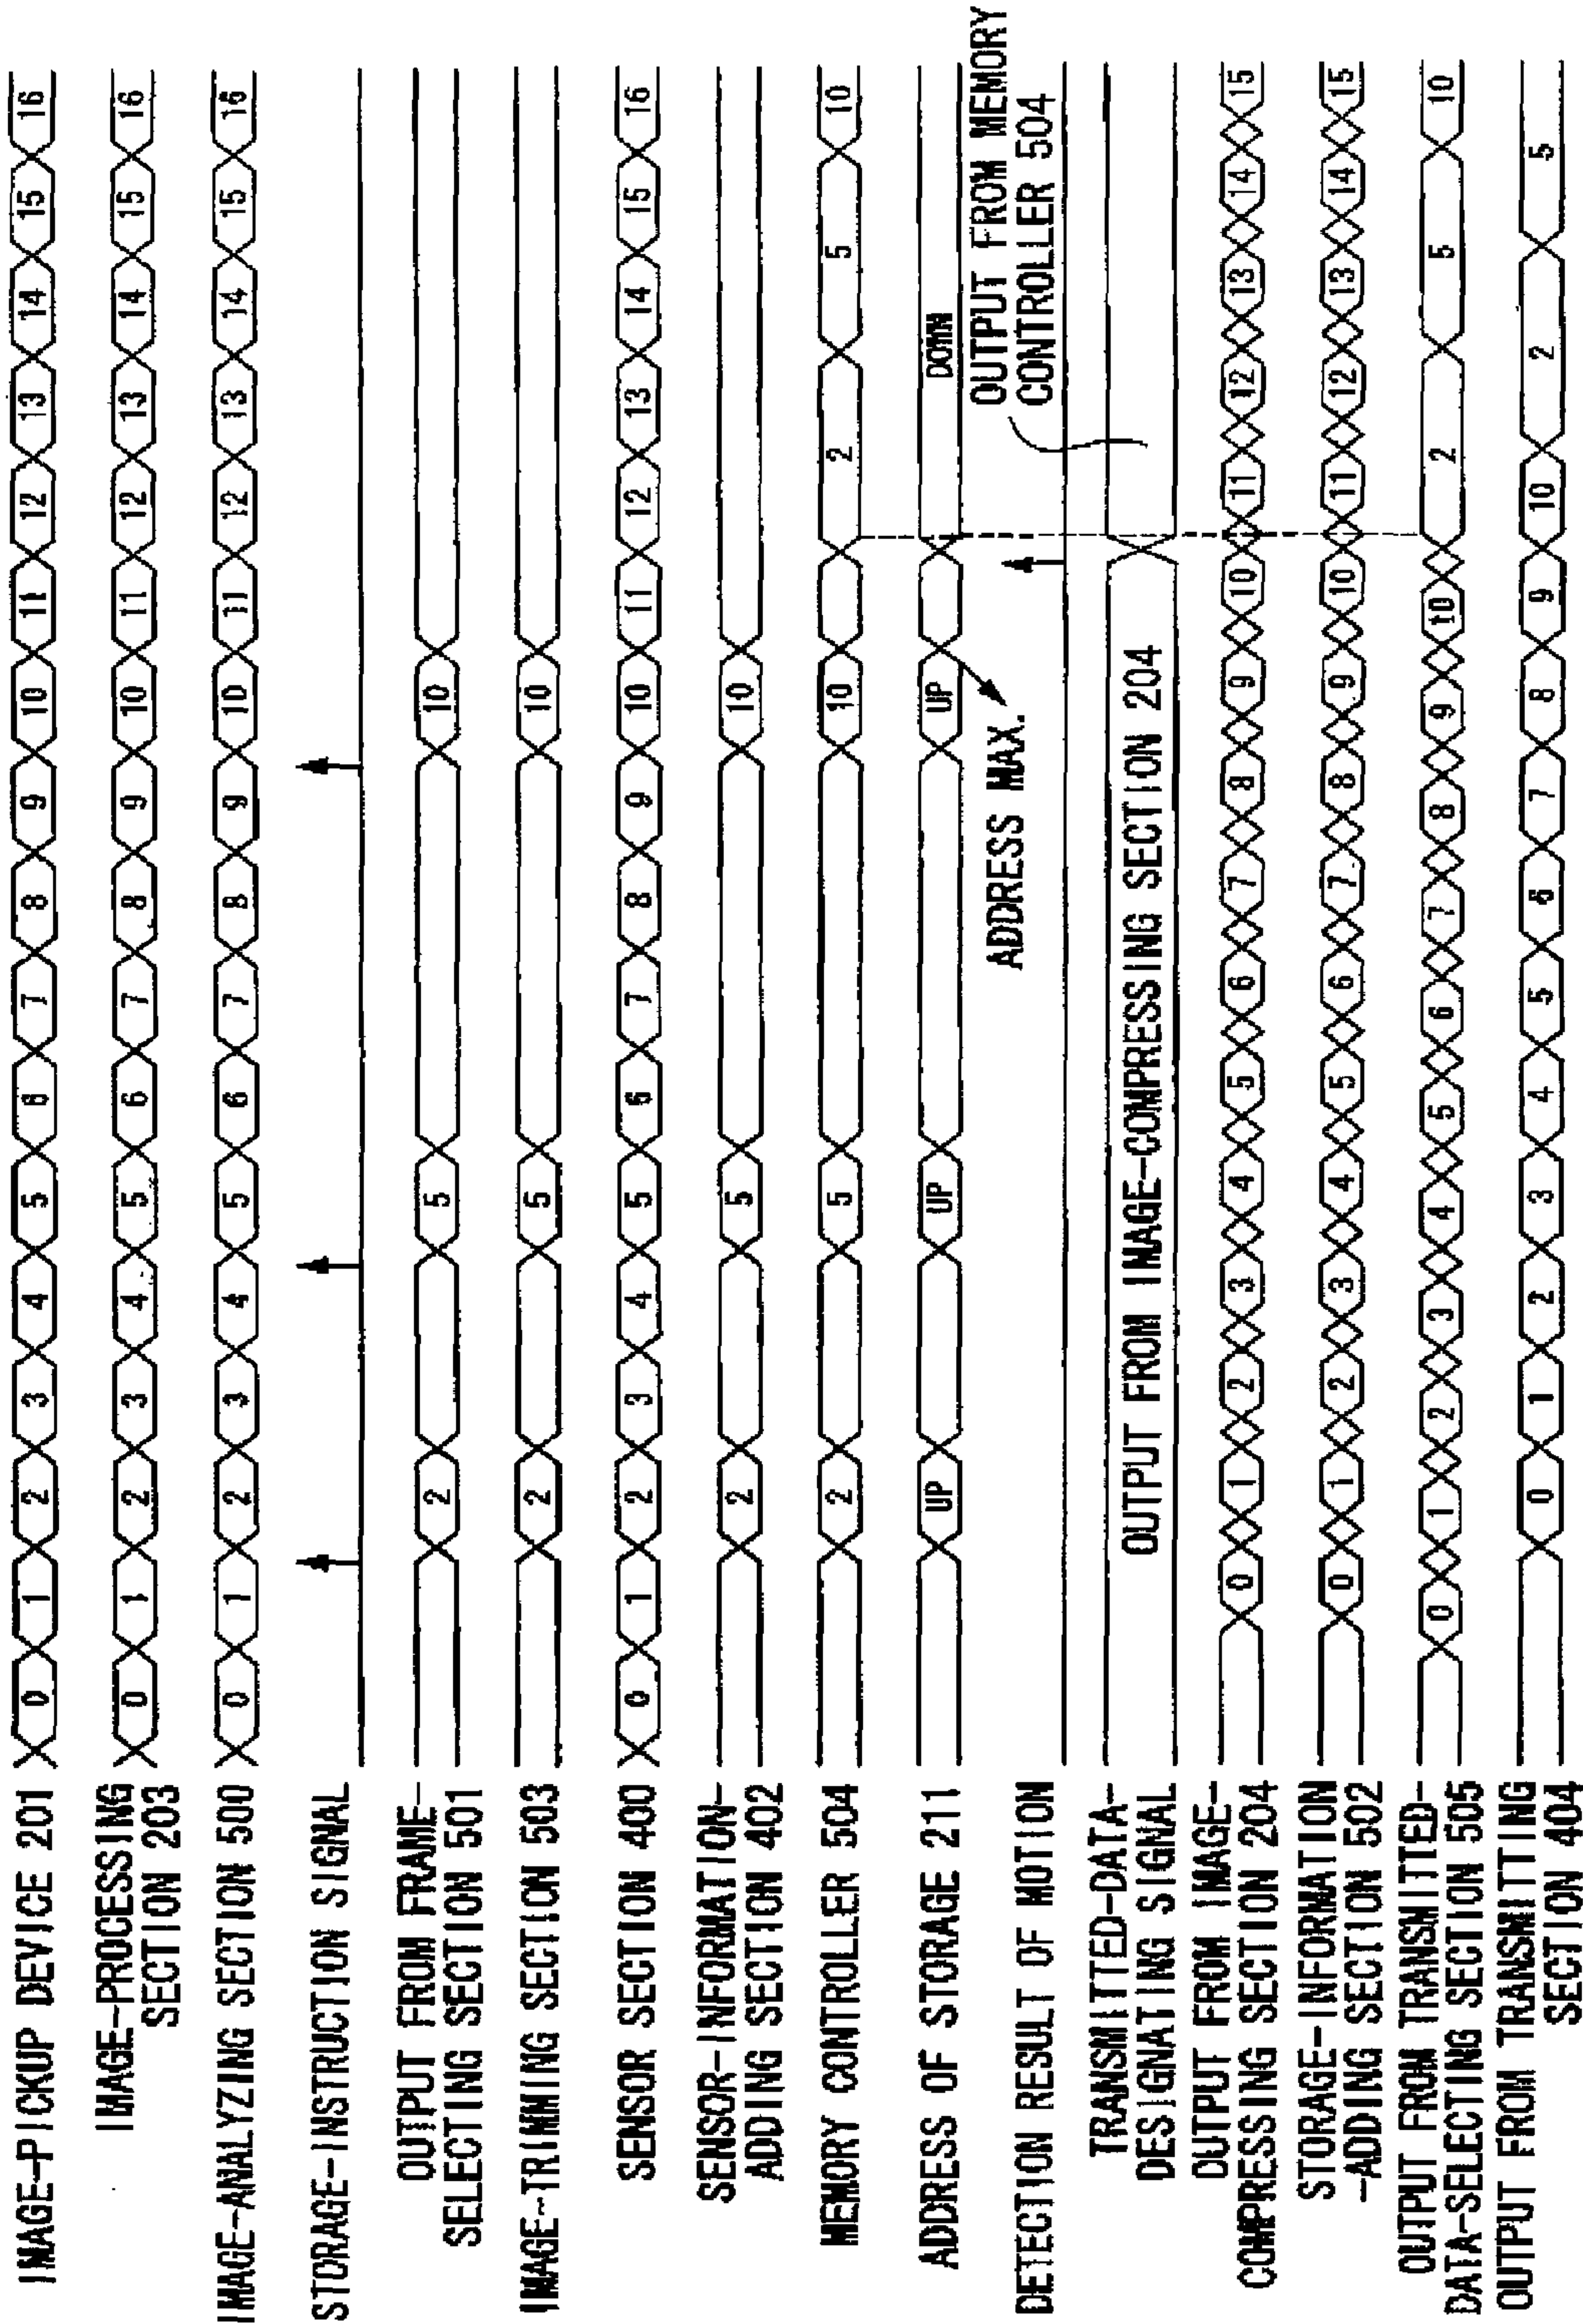 IMAGE-PICKUP DEVICE 201
0 1 2 3 4 5 6 7 8 9 10 11 12 13 14 15 16
IMAGE-PROCESSING
SECTION 203
0 1 2 3 4 5 6 7 8 9 10 11 12 13 14 15 16
IMAGE-ANALYZING SECTION 500
0 1 2 3 4 5 6 7 8 9 10 11 12 13 14 15 16
STORAGE-INSTRUCTION SIGNAL
OUTPUT FROM FRAME-
SELECTING SECTION 501
2 5 10
IMAGE-TRIMMING SECTION 503
2 5 10
SENSOR SECTION 400
0 1 2 3 4 5 6 7 8 9 10 11 12 13 14 15 16
SENSOR-INFORMATION-
ADDING SECTION 402
2 5 10
MEMORY CONTROLLER 504
2 5 10 2 5 10
ADDRESS OF STORAGE 211
UP UP UP DOWN
ADDRESS MAX.
DETECTION RESULT OF MOTION
OUTPUT FROM MEMORY
CONTROLLER 504
TRANSMITTED-DATA-
DESIGNATING SIGNAL
OUTPUT FROM IMAGE-COMPRESSING SECTION 204
OUTPUT FROM IMAGE-
COMPRESSING SECTION 204
0 1 2 3 4 5 6 7 8 9 10 11 12 13 14 15
STORAGE-INFORMATION
-ADDING SECTION 502
0 1 2 3 4 5 6 7 8 9 10 11 12 13 14 15
OUTPUT FROM TRANSMITTED-
DATA-SELECTING SECTION 505
0 1 2 3 4 5 6 7 8 9 10 2 5 10
OUTPUT FROM TRANSMITTING
SECTION 404
0 1 2 3 4 5 6 7 8 9 10 2 5